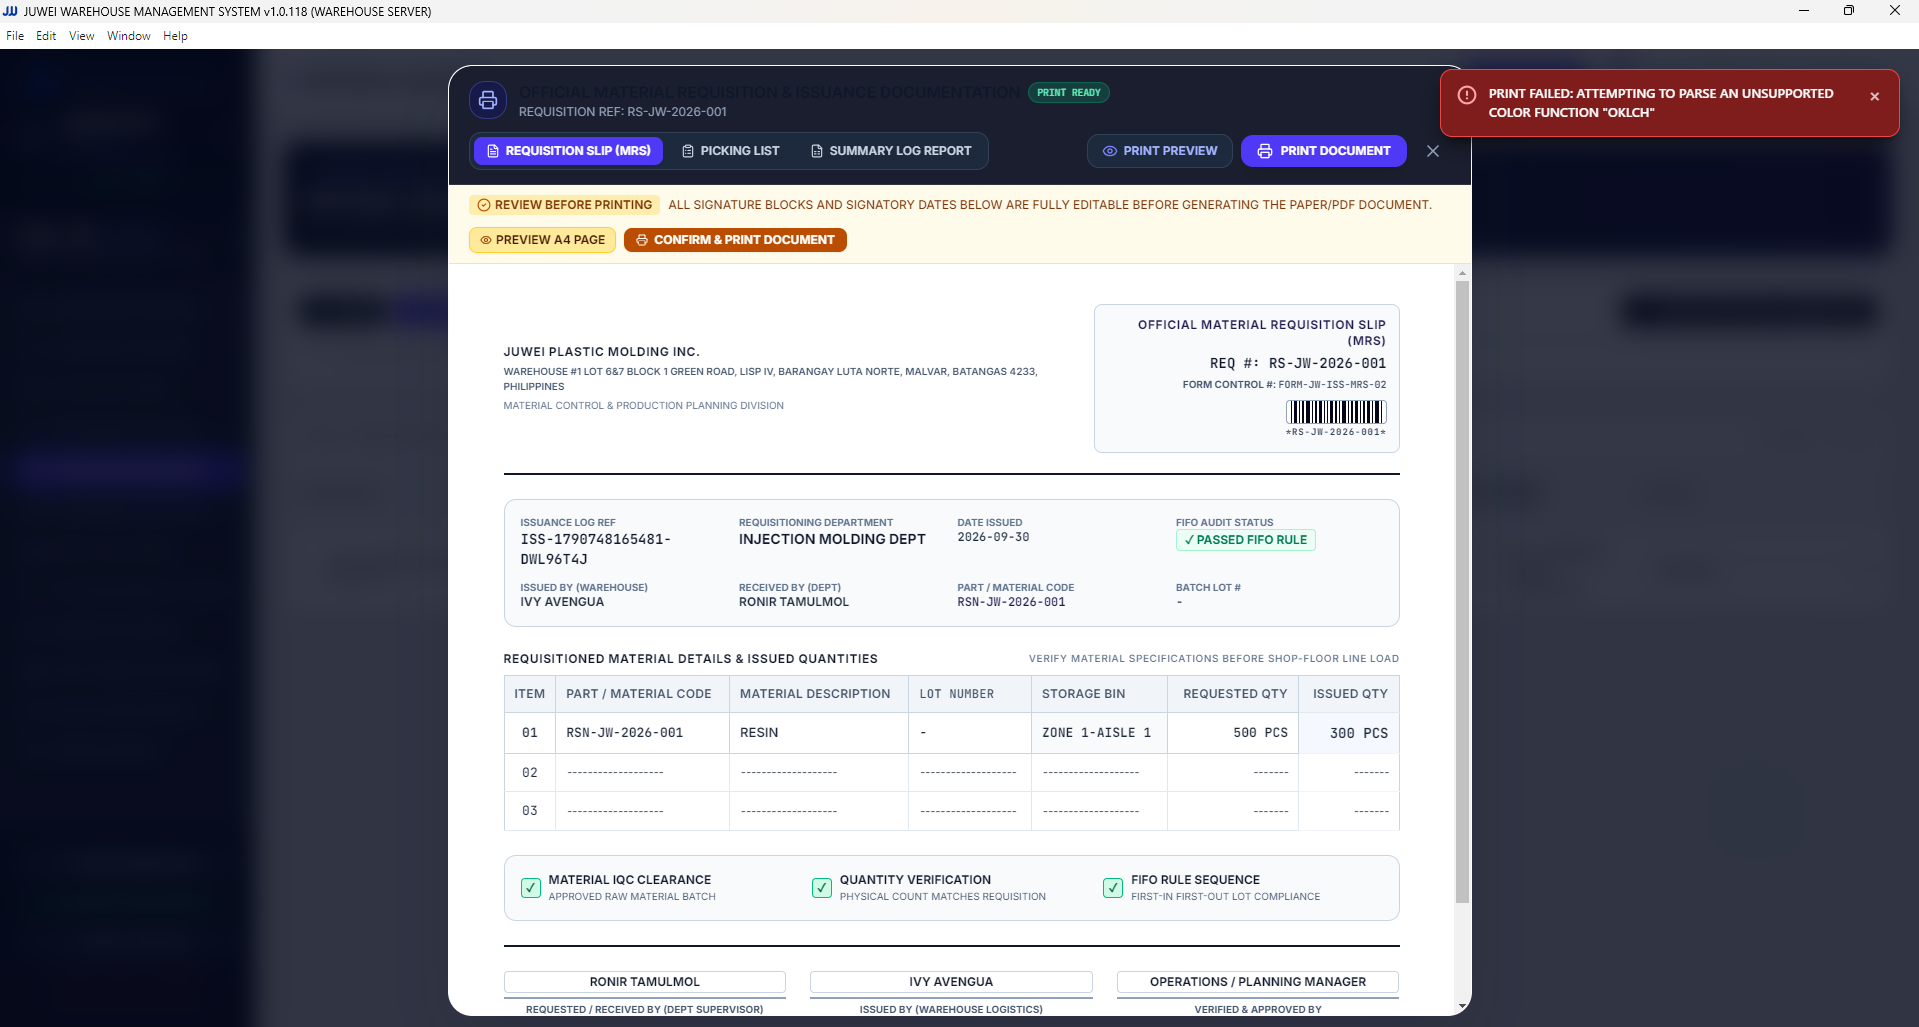 JUWEI WAREHOUSE MANAGEMENT SYSTEM v1.0.118 (WAREHOUSE SERVER)
File Edit View Window Help
OFFICIAL MATERIAL REQUISITION & ISSUANCE DOCUMENTATION PRINT READY
REQUISITION REF: RS-JW-2026-001
PRINT FAILED: ATTEMPTING TO PARSE AN UNSUPPORTED
COLOR FUNCTION "OKLCH"
REQUISITION SLIP (MRS) PICKING LIST SUMMARY LOG REPORT PRINT PREVIEW PRINT DOCUMENT
REVIEW BEFORE PRINTING ALL SIGNATURE BLOCKS AND SIGNATORY DATES BELOW ARE FULLY EDITABLE BEFORE GENERATING THE PAPER/PDF DOCUMENT.
PREVIEW A4 PAGE CONFIRM & PRINT DOCUMENT
JUWEI PLASTIC MOLDING INC.
WAREHOUSE #1 LOT 6&7 BLOCK 1 GREEN ROAD, LISP IV, BARANGAY LUTA NORTE, MALVAR, BATANGAS 4233,
PHILIPPINES
MATERIAL CONTROL & PRODUCTION PLANNING DIVISION
OFFICIAL MATERIAL REQUISITION SLIP
(MRS)
REQ #: RS-JW-2026-001
FORM CONTROL #: FORM-JW-ISS-MRS-02
*RS-JW-2026-001*
ISSUANCE LOG REF REQUISITIONING DEPARTMENT DATE ISSUED FIFO AUDIT STATUS
ISS-1790748165481- INJECTION MOLDING DEPT 2026-09-30 ✓ PASSED FIFO RULE
DWL96T4J
ISSUED BY (WAREHOUSE) RECEIVED BY (DEPT) PART / MATERIAL CODE BATCH LOT #
IVY AVENGUA RONIR TAMULMOL RSN-JW-2026-001 -
REQUISITIONED MATERIAL DETAILS & ISSUED QUANTITIES VERIFY MATERIAL SPECIFICATIONS BEFORE SHOP-FLOOR LINE LOAD
ITEM PART / MATERIAL CODE MATERIAL DESCRIPTION LOT NUMBER STORAGE BIN REQUESTED QTY ISSUED QTY
01 RSN-JW-2026-001 RESIN - ZONE 1-AISLE 1 500 PCS 300 PCS
02 ------------------- ------------------- ------------------- ------------------- ------- -------
03 ------------------- ------------------- ------------------- ------------------- ------- -------
✓ MATERIAL IQC CLEARANCE ✓ QUANTITY VERIFICATION ✓ FIFO RULE SEQUENCE
APPROVED RAW MATERIAL BATCH PHYSICAL COUNT MATCHES REQUISITION FIRST-IN FIRST-OUT LOT COMPLIANCE
RONIR TAMULMOL IVY AVENGUA OPERATIONS / PLANNING MANAGER
REQUESTED / RECEIVED BY (DEPT SUPERVISOR) ISSUED BY (WAREHOUSE LOGISTICS) VERIFIED & APPROVED BY